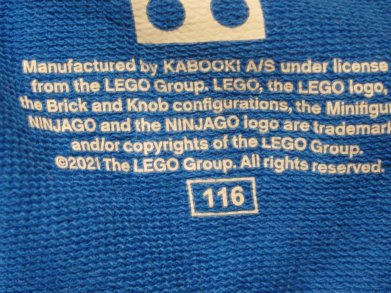 Manufactured by KABOOKI A/S under license
from the LEGO Group. LEGO, the LEGO logo,
the Brick and Knob configurations, the Minifigu
NINJAGO and the NINJAGO logo are trademar
and/or copyrights of the LEGO Group.
©2021 The LEGO Group. All rights reserved.
116